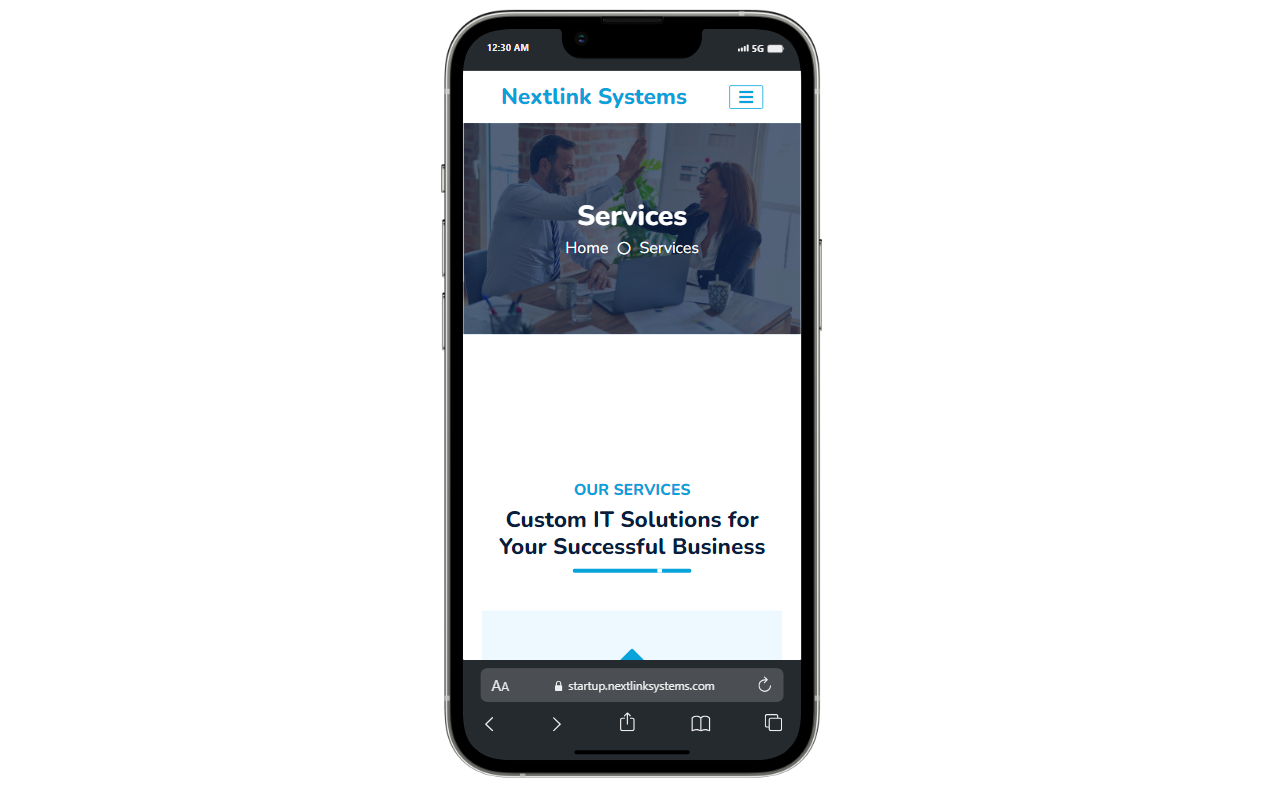 12:30 AM 5G
Nextlink Systems
Services
Home Services
OUR SERVICES
Custom IT Solutions for
Your Successful Business
AA startup.nextlinksystems.com